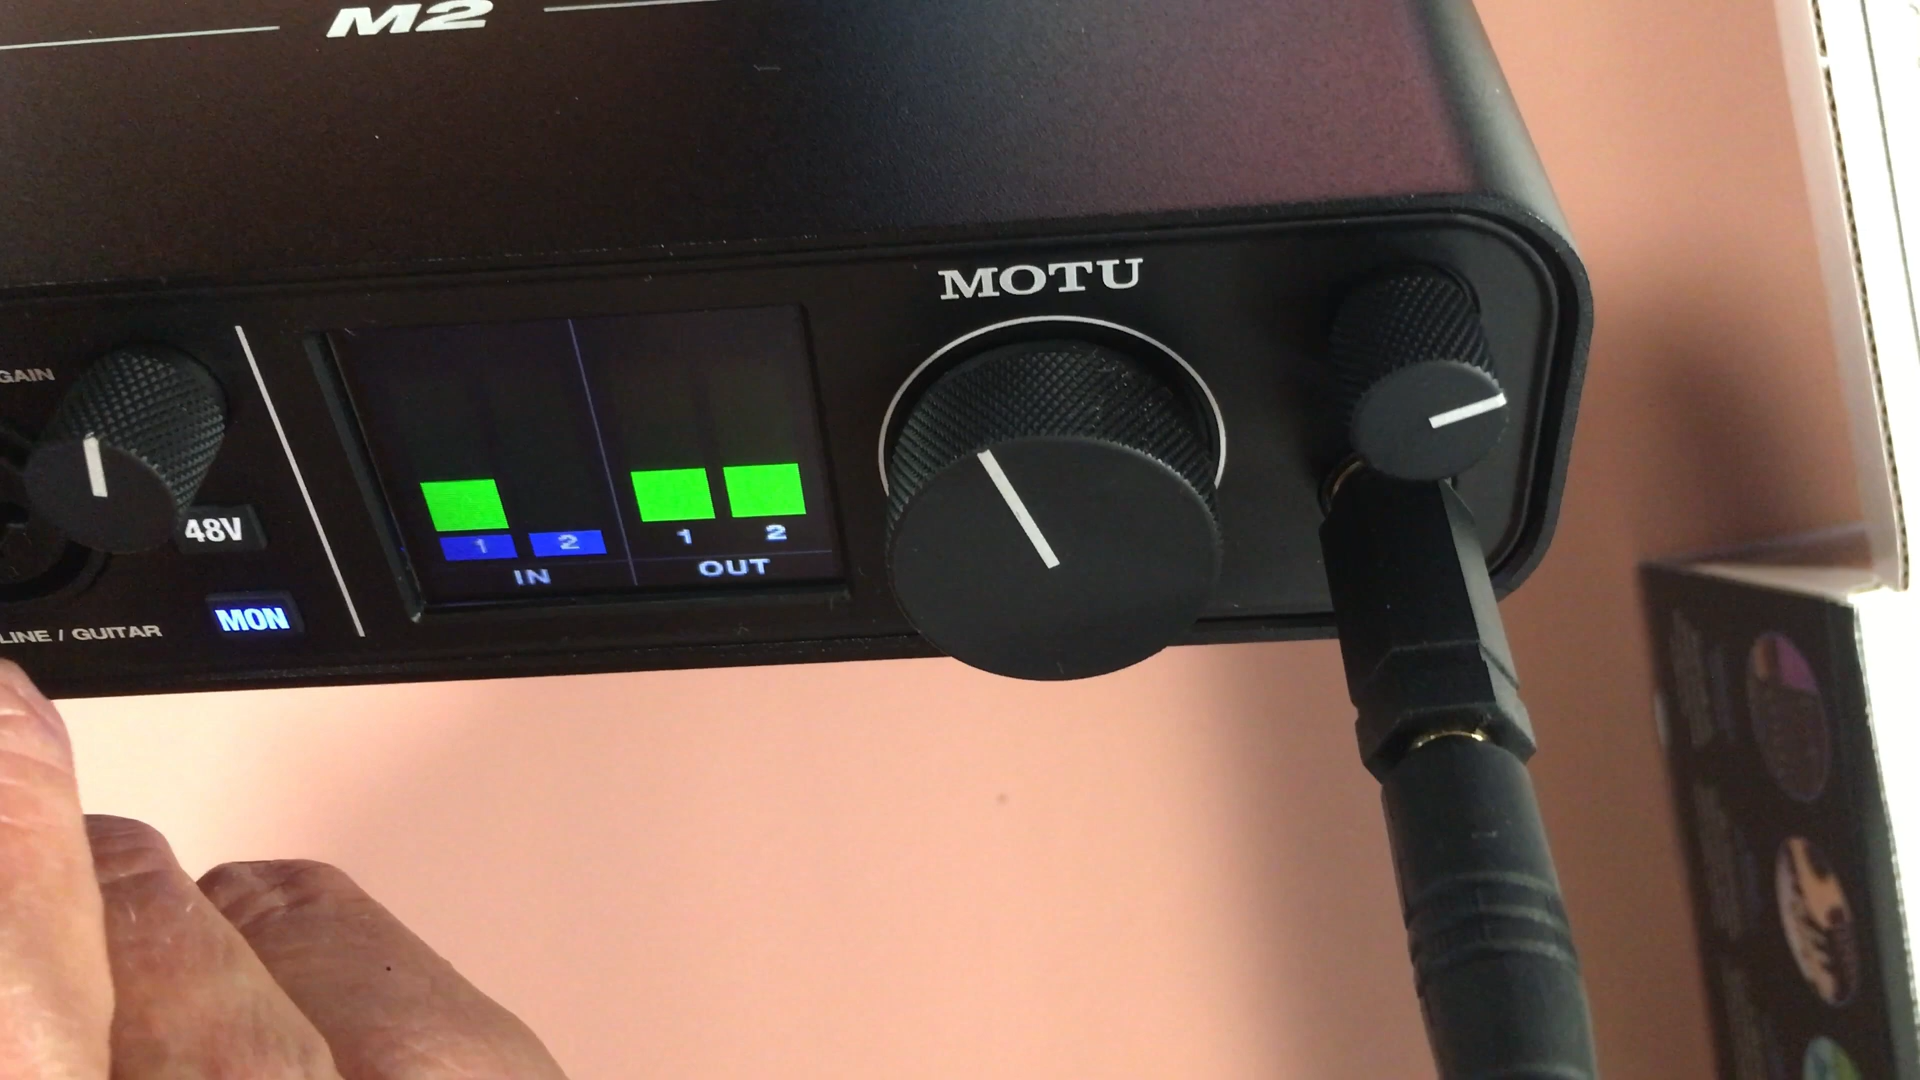 M2
MOTU
GAIN
48V
1 2 1 2
IN OUT
MON
LINE / GUITAR